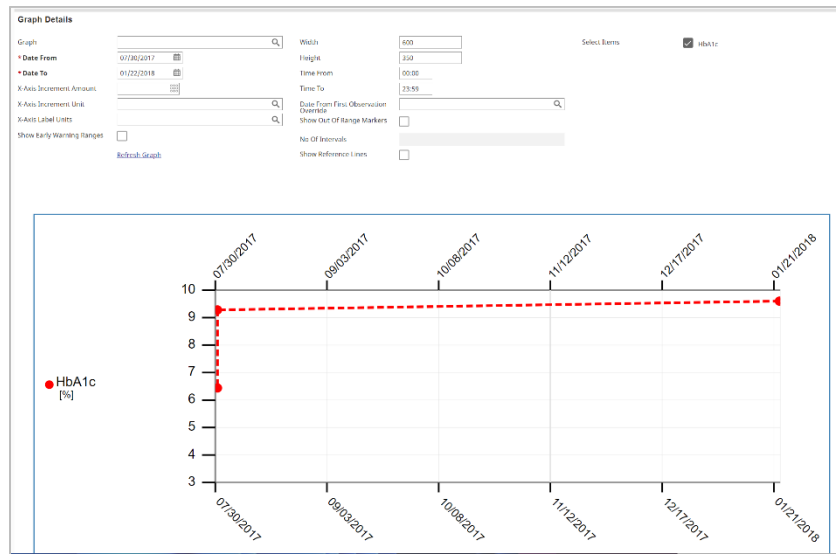 Graph Details
Graph Width 600 Select Items HbA1c
* Date From 07/30/2017 Height 350
* Date To 01/22/2018 Time From 00:00
X-Axis Increment Amount Time To 23:59
X-Axis Increment Unit Date From First Observation Override
X-Axis Label Units Show Out Of Range Markers
Show Early Warning Ranges No Of Intervals
Refresh Graph Show Reference Lines
07/30/2017 09/03/2017 10/08/2017 11/12/2017 12/17/2017 01/21/2018
10
9
8
7
6
5
4
3
HbA1c
[%]
07/30/2017 09/03/2017 10/08/2017 11/12/2017 12/17/2017 01/21/2018